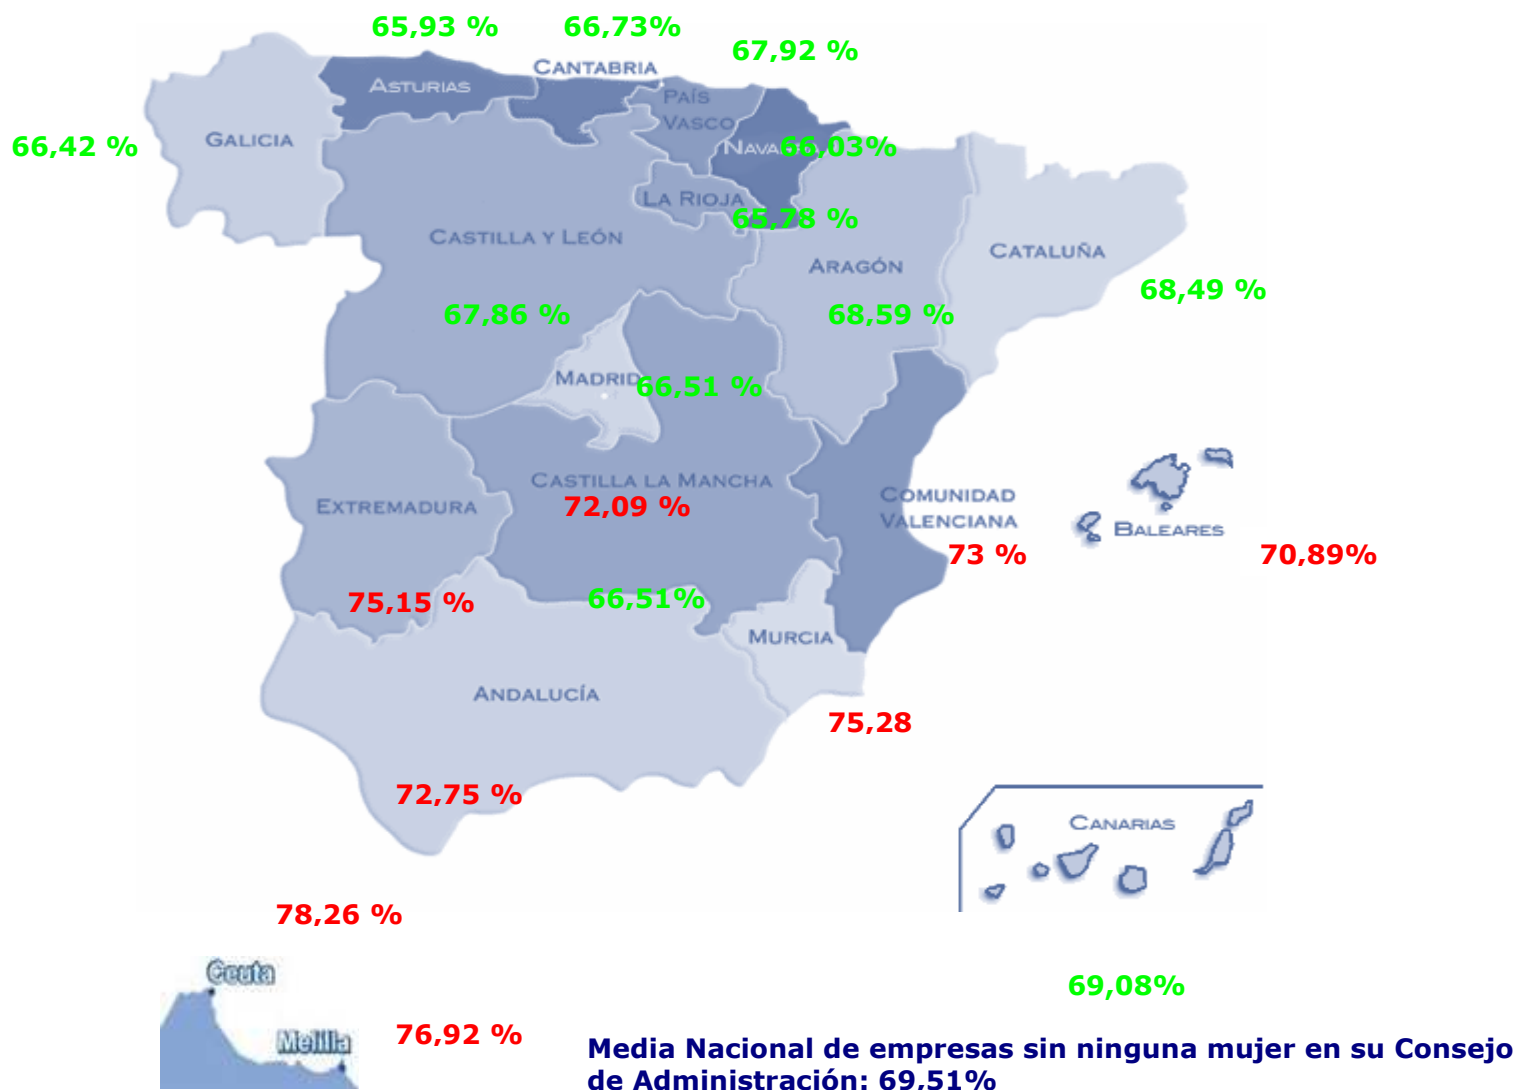 65,93 %
66,73%
67,92 %
CANTABRIA
ASTURIAS
PAÍS
VASCO
66,42 %
GALICIA
NAVARRA
66,03%
LA RIOJA
65,78 %
CASTILLA Y LEÓN
ARAGÓN
CATALUÑA
68,49 %
67,86 %
68,59 %
MADRID
66,51 %
CASTILLA LA MANCHA
72,09 %
EXTREMADURA
COMUNIDAD
VALENCIANA
73 %
BALEARES
70,89%
75,15 %
66,51%
MURCIA
ANDALUCÍA
75,28
72,75 %
CANARIAS
78,26 %
Ceuta
69,08%
Melilla
76,92 %
Media Nacional de empresas sin ninguna mujer en su Consejo
de Administración: 69,51%